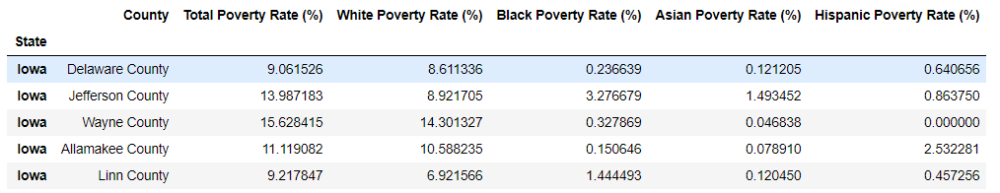 County Total Poverty Rate (%) White Poverty Rate (%) Black Poverty Rate (%) Asian Poverty Rate (%) Hispanic Poverty Rate (%)
State
Iowa Delaware County 9.061526 8.611336 0.236639 0.121205 0.640656
Iowa Jefferson County 13.987183 8.921705 3.276679 1.493452 0.863750
Iowa Wayne County 15.628415 14.301327 0.327869 0.046838 0.000000
Iowa Allamakee County 11.119082 10.588235 0.150646 0.078910 2.532281
Iowa Linn County 9.217847 6.921566 1.444493 0.120450 0.457256